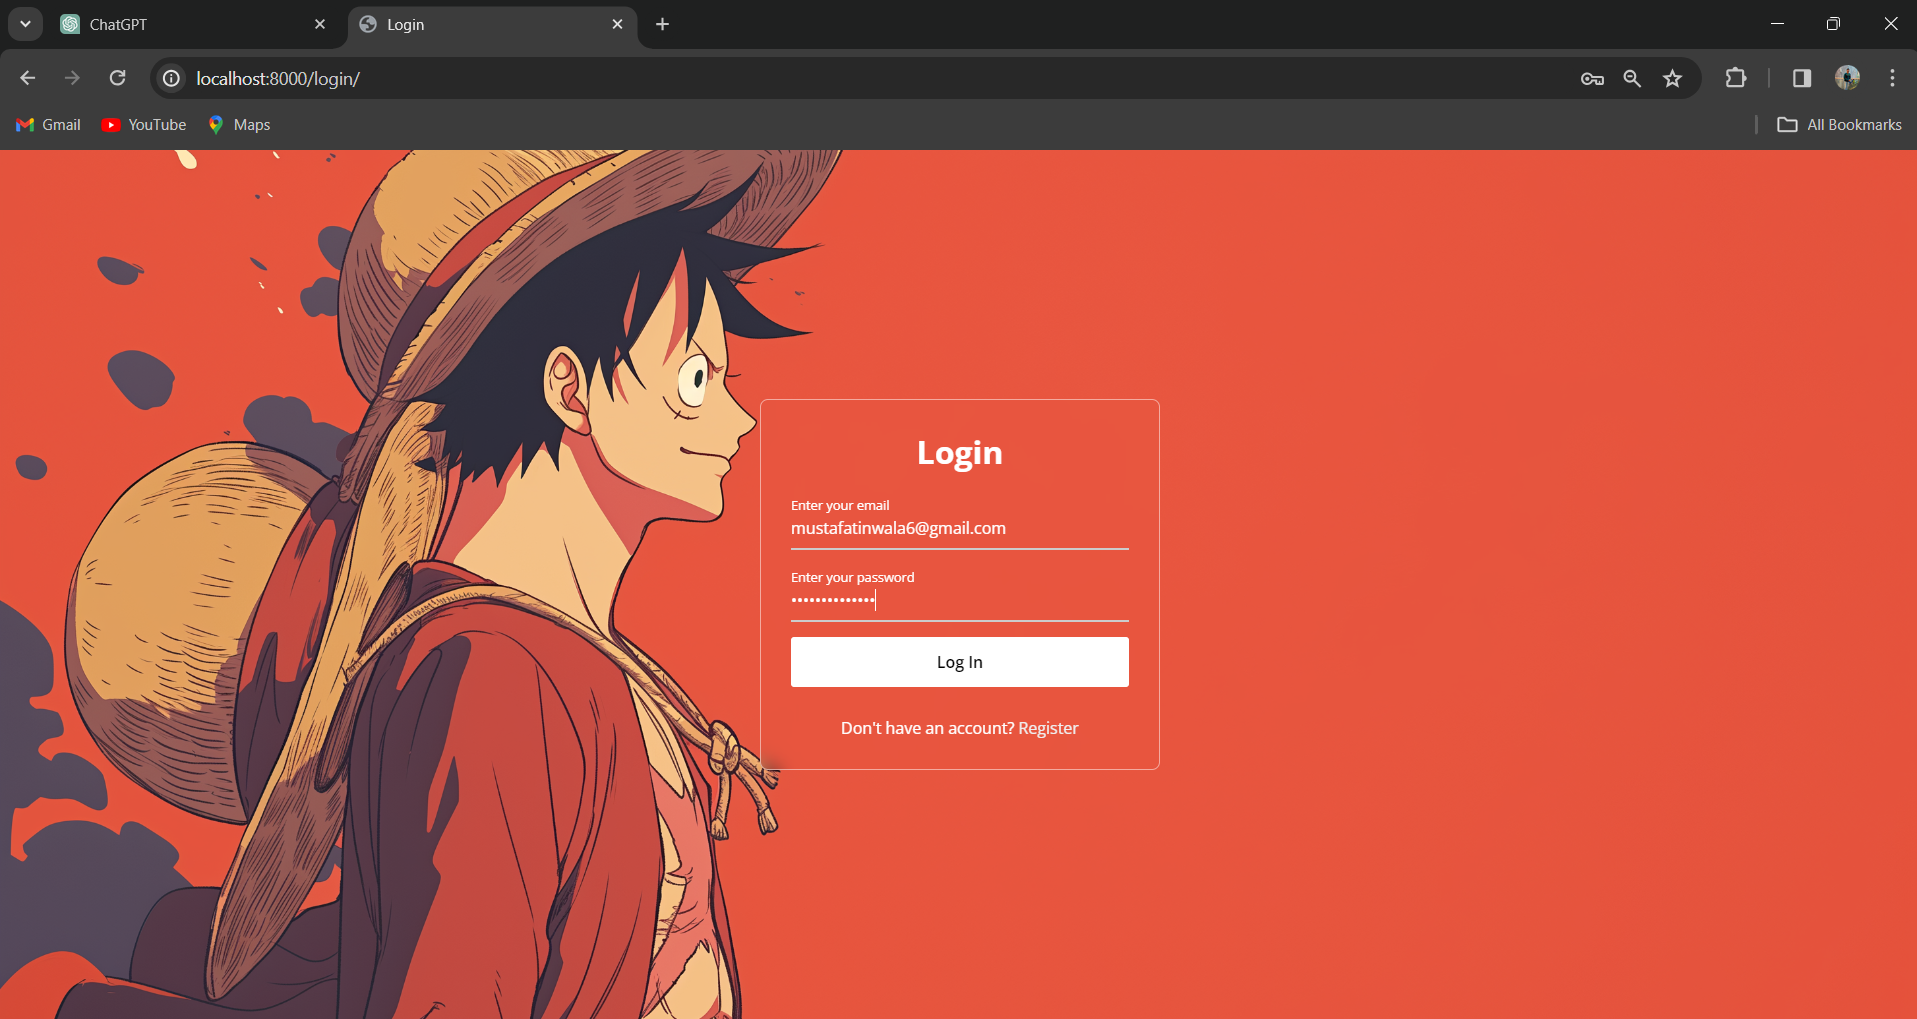 ChatGPT
Login
localhost:8000/login/
Gmail
YouTube
Maps
All Bookmarks
Login
Enter your email
mustafatinwala6@gmail.com
Enter your password
••••••••••••••
Log In
Don't have an account? Register